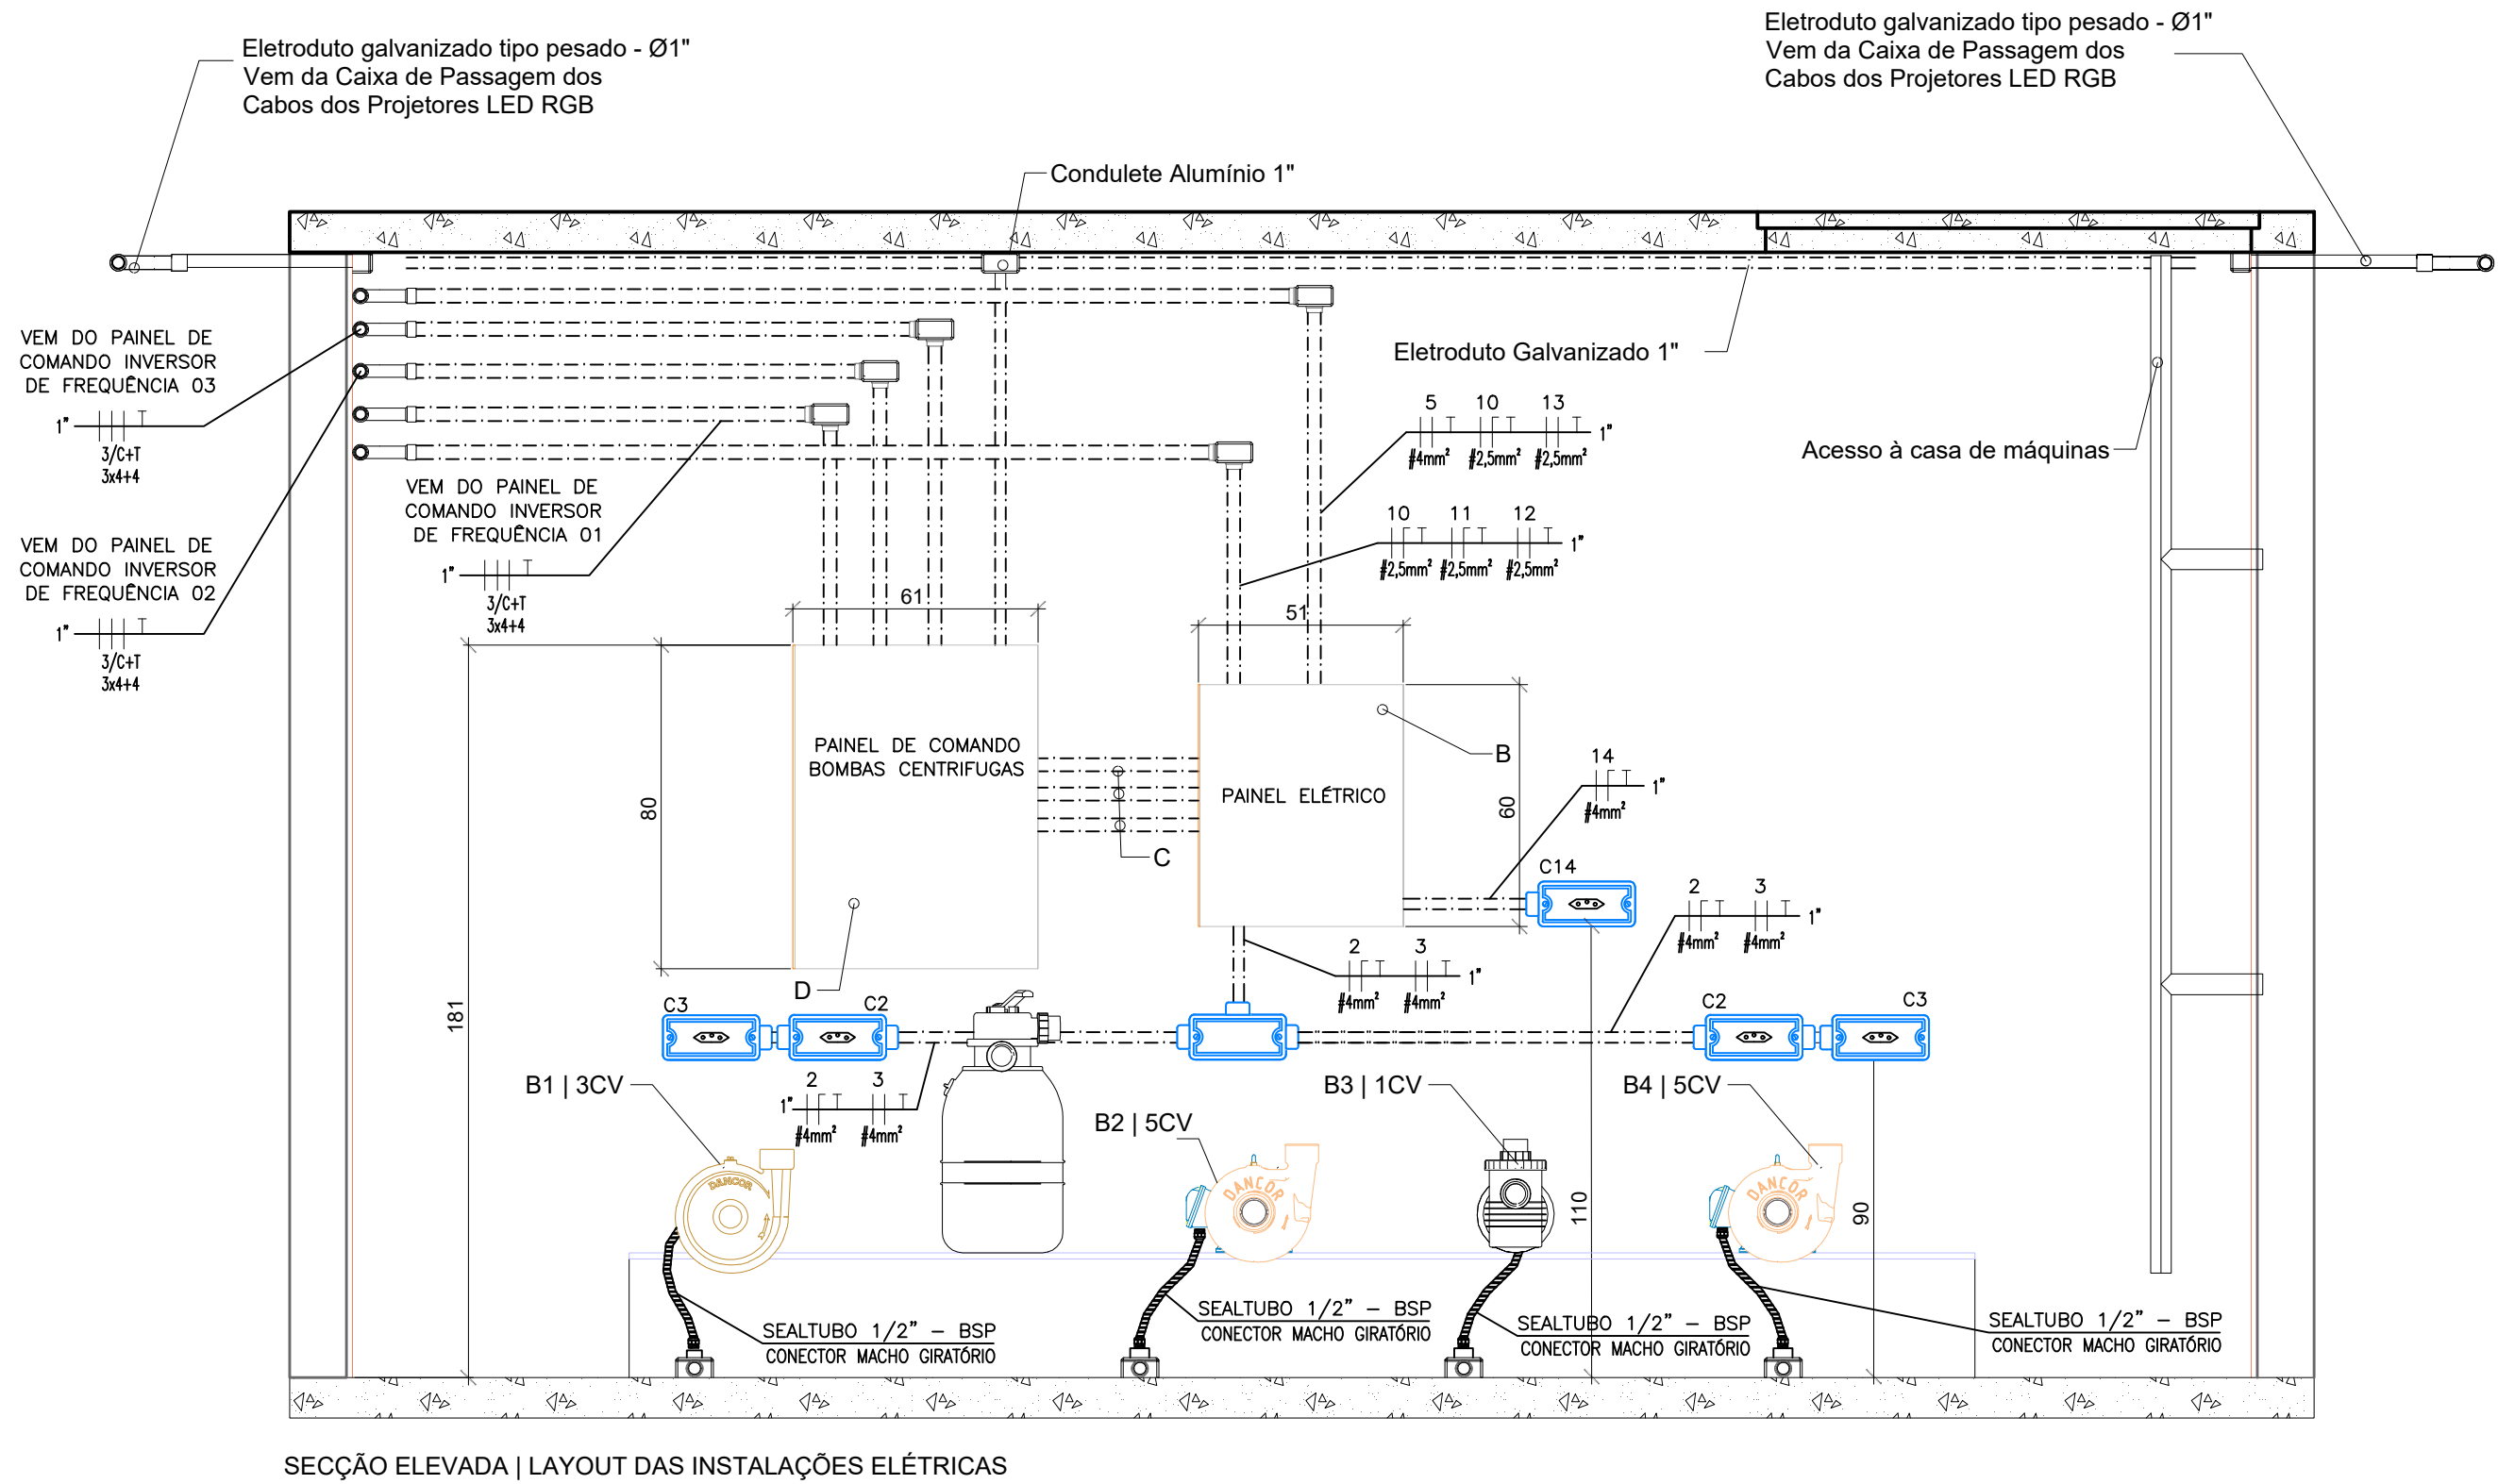 Eletroduto galvanizado tipo pesado - Ø1"
Vem da Caixa de Passagem dos
Cabos dos Projetores LED RGB
Eletroduto galvanizado tipo pesado - Ø1"
Vem da Caixa de Passagem dos
Cabos dos Projetores LED RGB
Condulete Alumínio 1"
VEM DO PAINEL DE
COMANDO INVERSOR
DE FREQUÊNCIA 03
1"
3/C+T
3x4+4
Eletroduto Galvanizado 1"
5 10 13
1"
#4mm² #2,5mm² #2,5mm²
Acesso à casa de máquinas
VEM DO PAINEL DE
COMANDO INVERSOR
DE FREQUÊNCIA 01
1"
3/C+T
3x4+4
10 11 12
1"
#2,5mm² #2,5mm² #2,5mm²
VEM DO PAINEL DE
COMANDO INVERSOR
DE FREQUÊNCIA 02
1"
3/C+T
3x4+4
61
51
PAINEL DE COMANDO
BOMBAS CENTRIFUGAS
B
PAINEL ELÉTRICO
14
1"
#4mm²
80
60
C
C14
2 3
1"
#4mm² #4mm²
2 3
1"
#4mm² #4mm²
D
181
C3 C2
C2 C3
B1 | 3CV
2 3
1"
#4mm² #4mm²
B2 | 5CV
B3 | 1CV
B4 | 5CV
DANCOR
DANCOR
DANCOR
110
90
SEALTUBO 1/2" – BSP
CONECTOR MACHO GIRATÓRIO
SEALTUBO 1/2" – BSP
CONECTOR MACHO GIRATÓRIO
SEALTUBO 1/2" – BSP
CONECTOR MACHO GIRATÓRIO
SEALTUBO 1/2" – BSP
CONECTOR MACHO GIRATÓRIO
SECÇÃO ELEVADA | LAYOUT DAS INSTALAÇÕES ELÉTRICAS